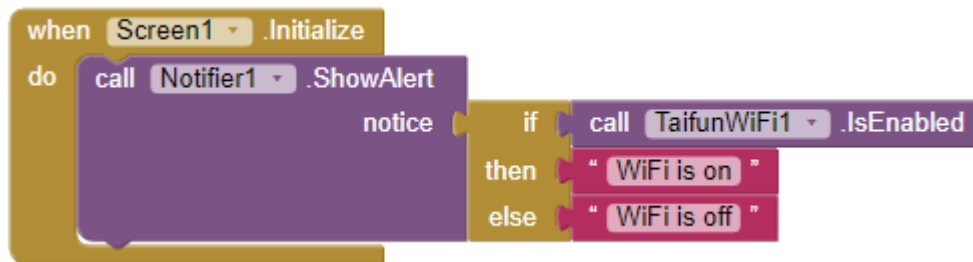 when Screen1 .Initialize
do call Notifier1 .ShowAlert
notice if call TaifunWiFi1 .IsEnabled
then “ WiFi is on ”
else “ WiFi is off ”